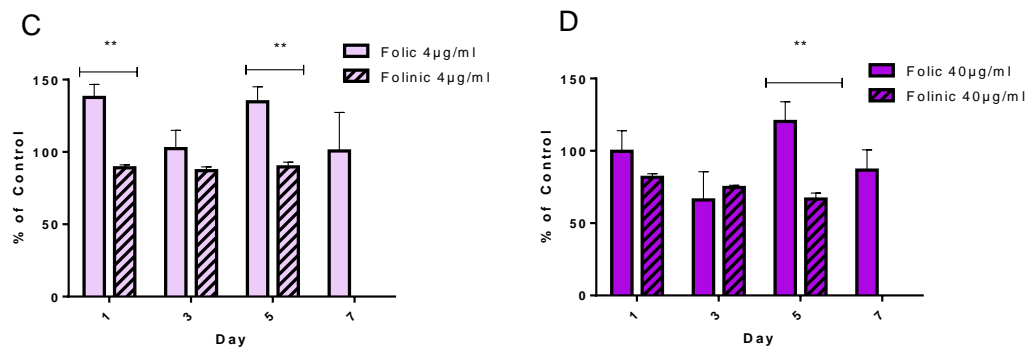 C
**
**
Folic 4µg/ml
Folinic 4µg/ml
% of Control
150
100
50
0
1
3
5
7
Day
D
**
Folic 40µg/ml
Folinic 40µg/ml
% of Control
150
100
50
0
1
3
5
7
Day